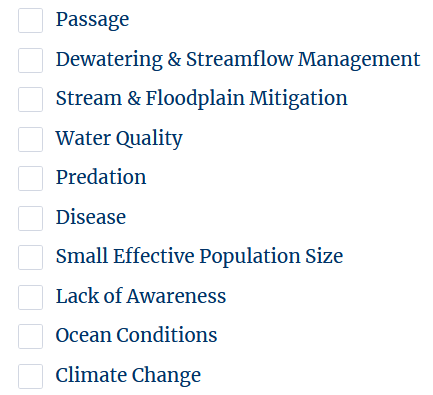 Passage
Dewatering & Streamflow Management
Stream & Floodplain Mitigation
Water Quality
Predation
Disease
Small Effective Population Size
Lack of Awareness
Ocean Conditions
Climate Change